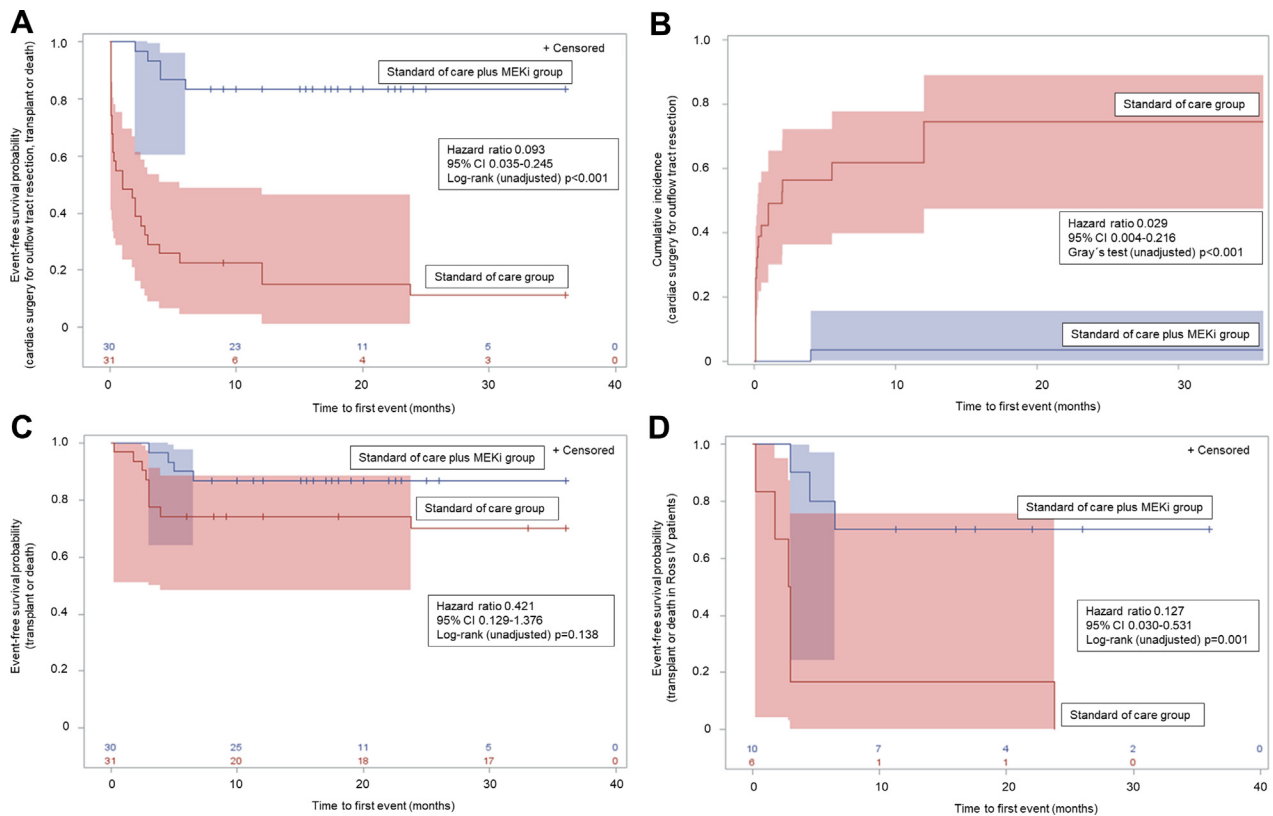 A
Event-free survival probability
(cardiac surgery for outflow tract resection, transplant or death)
1.0
0.8
0.6
0.4
0.2
0
+ Censored
Standard of care plus MEKi group
Hazard ratio 0.093
95% CI 0.035-0.245
Log-rank (unadjusted) p<0.001
Standard of care group
30 23 11 5 0
31 6 4 3 0
0 10 20 30 40
Time to first event (months)
B
Cumulative incidence
(cardiac surgery for outflow tract resection)
1.0
0.8
0.6
0.4
0.2
0
Standard of care group
Hazard ratio 0.029
95% CI 0.004-0.216
Gray´s test (unadjusted) p<0.001
Standard of care plus MEKi group
0 10 20 30
Time to first event (months)
C
Event-free survival probability
(transplant or death)
1.0
0.8
0.6
0.4
0.2
0
+ Censored
Standard of care plus MEKi group
Standard of care group
Hazard ratio 0.421
95% CI 0.129-1.376
Log-rank (unadjusted) p=0.138
30 25 11 5 0
31 20 18 17 0
0 10 20 30 40
Time to first event (months)
D
Event-free survival probability
(transplant or death in Ross IV patients)
1.0
0.8
0.6
0.4
0.2
0
+ Censored
Standard of care plus MEKi group
Hazard ratio 0.127
95% CI 0.030-0.531
Log-rank (unadjusted) p=0.001
Standard of care group
10 7 4 2 0
6 1 1 0
0 10 20 30 40
Time to first event (months)